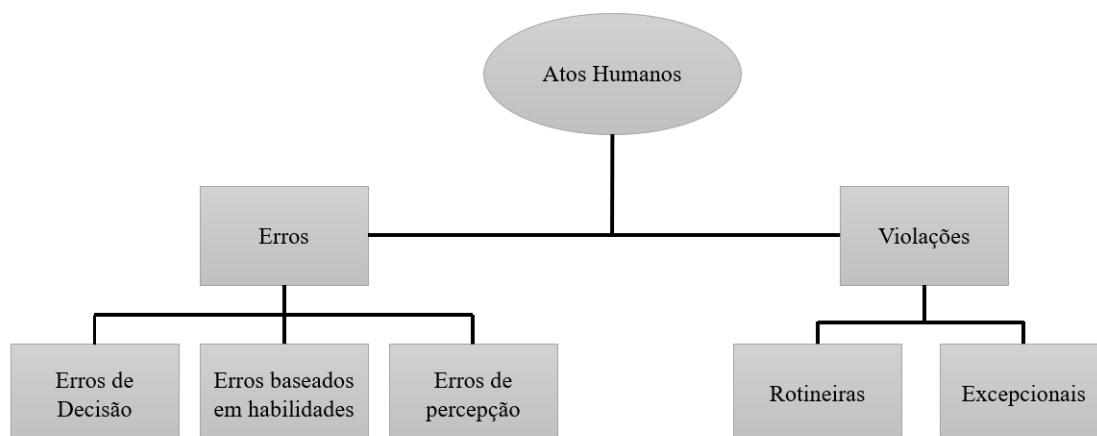 Atos Humanos
Erros
Violações
Erros de
Decisão
Erros baseados
em habilidades
Erros de
percepção
Rotineiras
Excepcionais